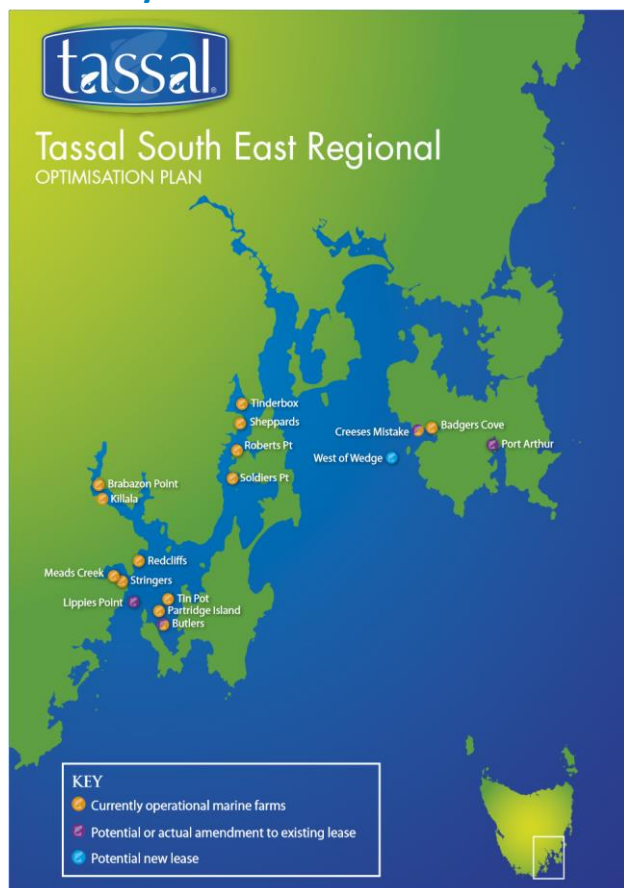 tassal
Tassal South East Regional
OPTIMISATION PLAN
Tinderbox
Sheppards
Roberts Pt
Soldiers Pt
Creeses Mistake
Badgers Cove
Port Arthur
West of Wedge
Brabazon Point
Killala
Redcliffs
Meads Creek
Stringers
Lippies Point
Tin Pot
Partridge Island
Butlers
KEY
Currently operational marine farms
Potential or actual amendment to existing lease
Potential new lease